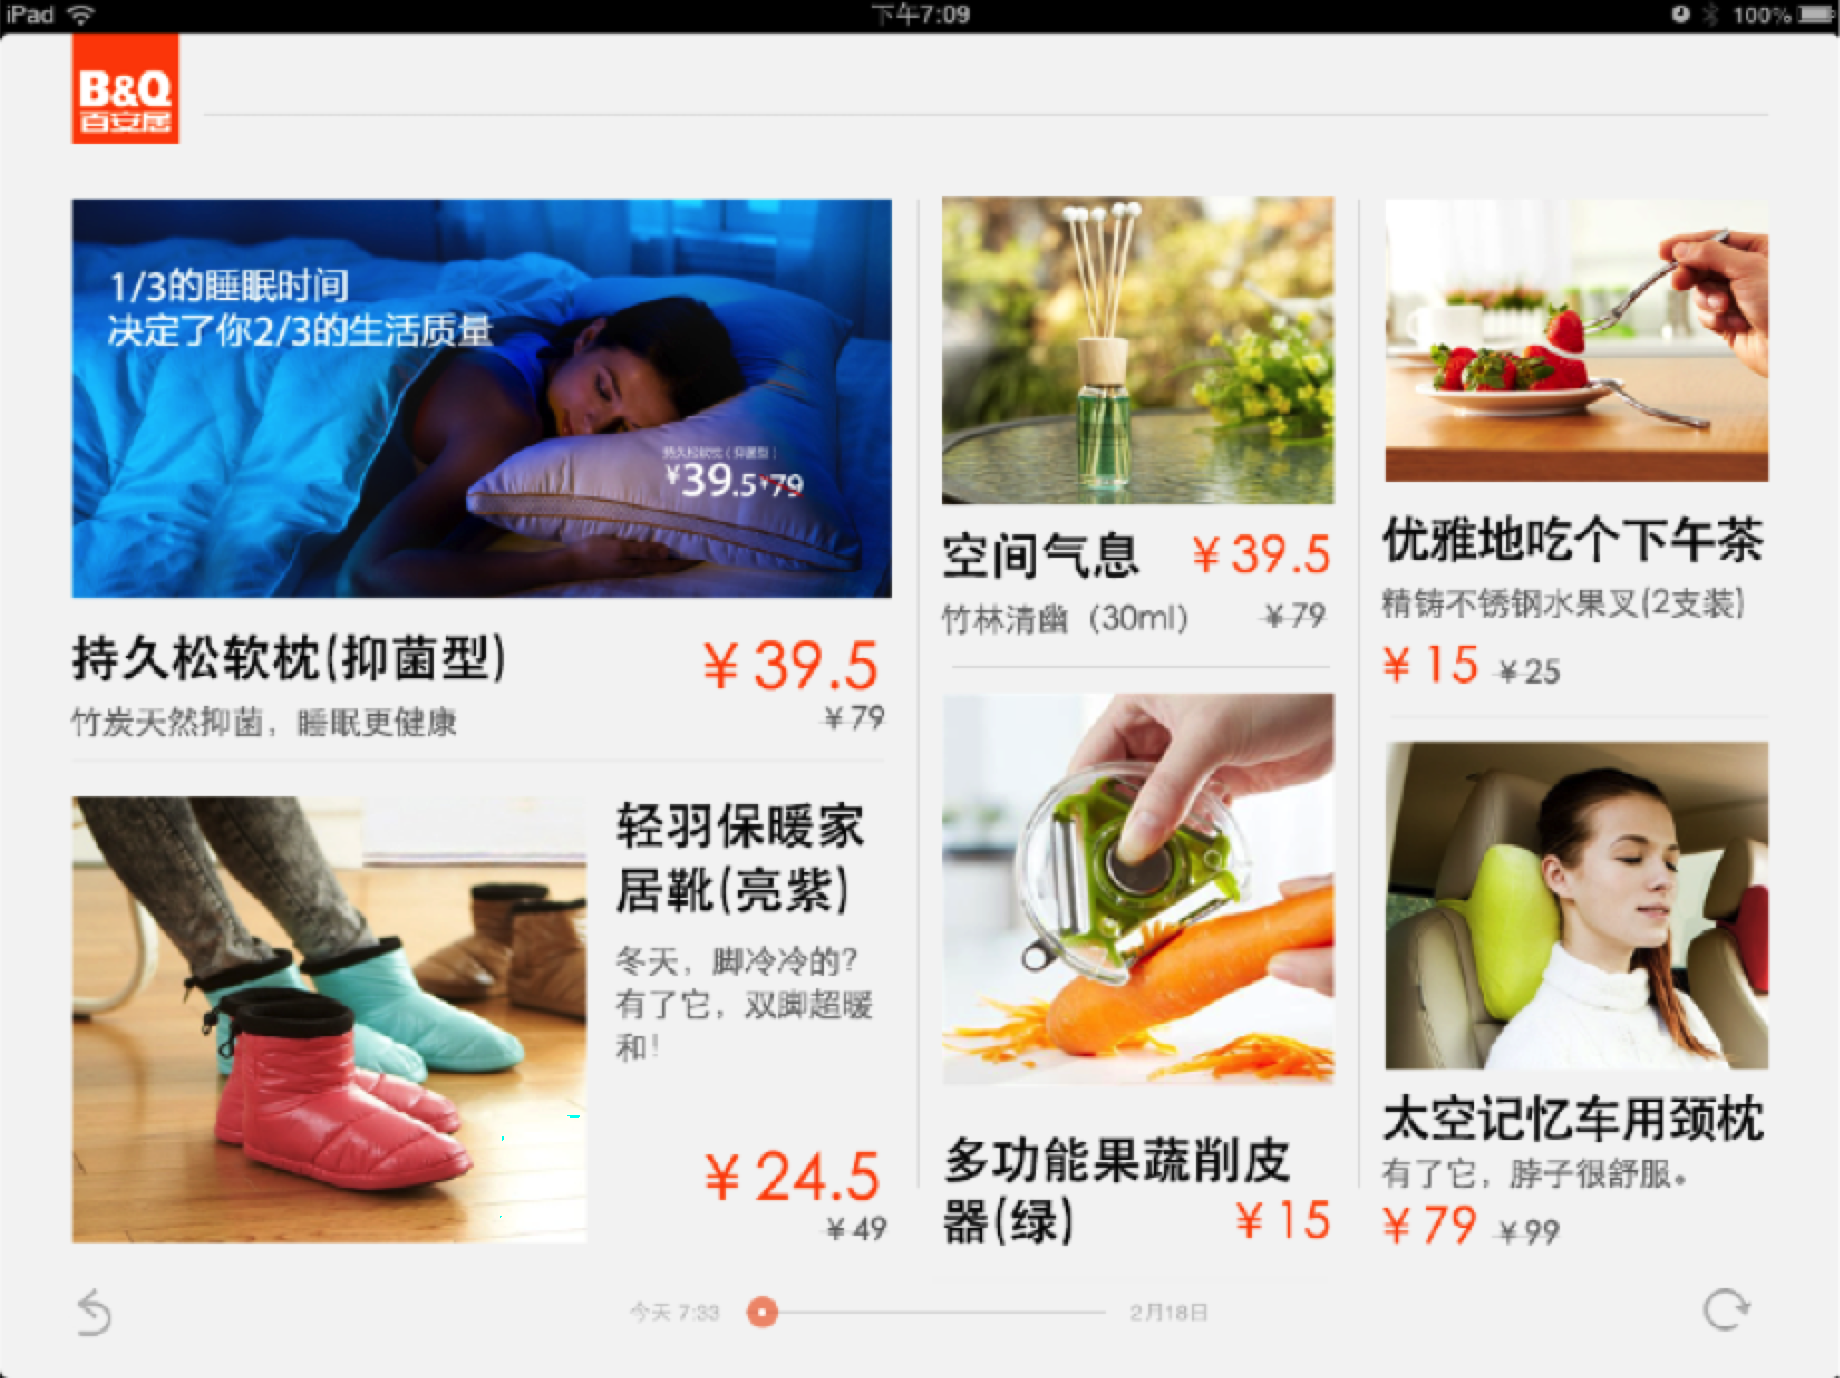 iPad
下午7:09
100%
B&Q
百安居
1/3的睡眠时间
决定了你2/3的生活质量
持久松软枕(抑菌型)
¥39.5 ¥79
持久松软枕(抑菌型)
¥39.5
竹炭天然抑菌，睡眠更健康
¥79
轻羽保暖家
居靴(亮紫)
冬天，脚冷冷的?
有了它，双脚超暖
和!
¥24.5
¥49
空间气息 ¥39.5
竹林清幽 (30ml) ¥79
多功能果蔬削皮
器(绿) ¥15
优雅地吃个下午茶
精铸不锈钢水果叉(2支装)
¥15 ¥25
太空记忆车用颈枕
有了它，脖子很舒服。
¥79 ¥99
今天 7:33
2月18日